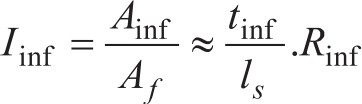 I_inf = A_inf / A_f ≈ t_inf / l_s . R_inf